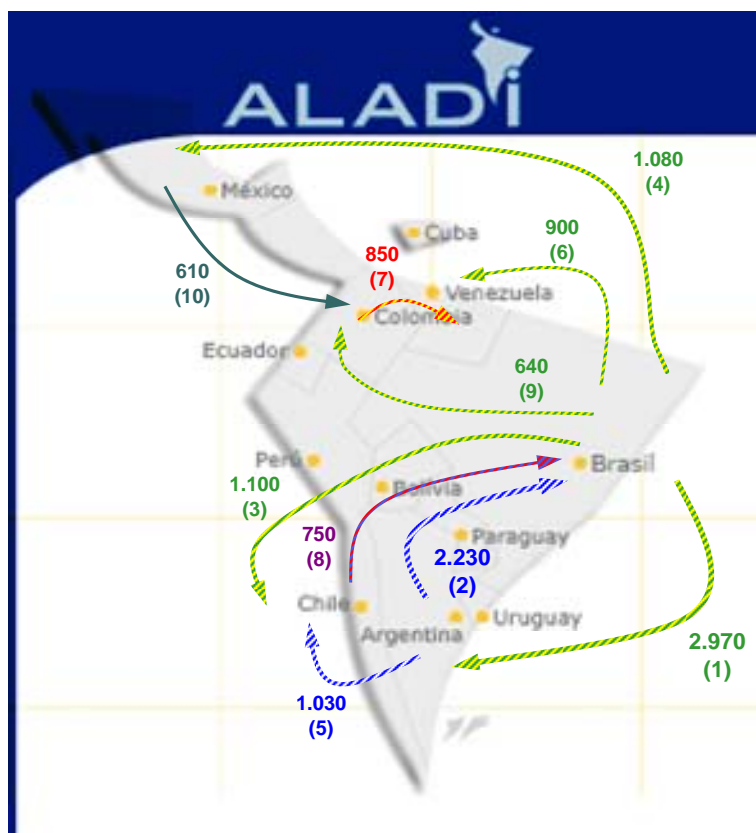 ALADi
1.080
(4)
México
Cuba
900
(6)
850
(7)
610
(10)
Venezuela
Colombia
Ecuador
640
(9)
Perú
Brasil
Bolivia
1.100
(3)
750
(8)
Paraguay
2.230
(2)
Chile
Argentina
Uruguay
2.970
(1)
1.030
(5)